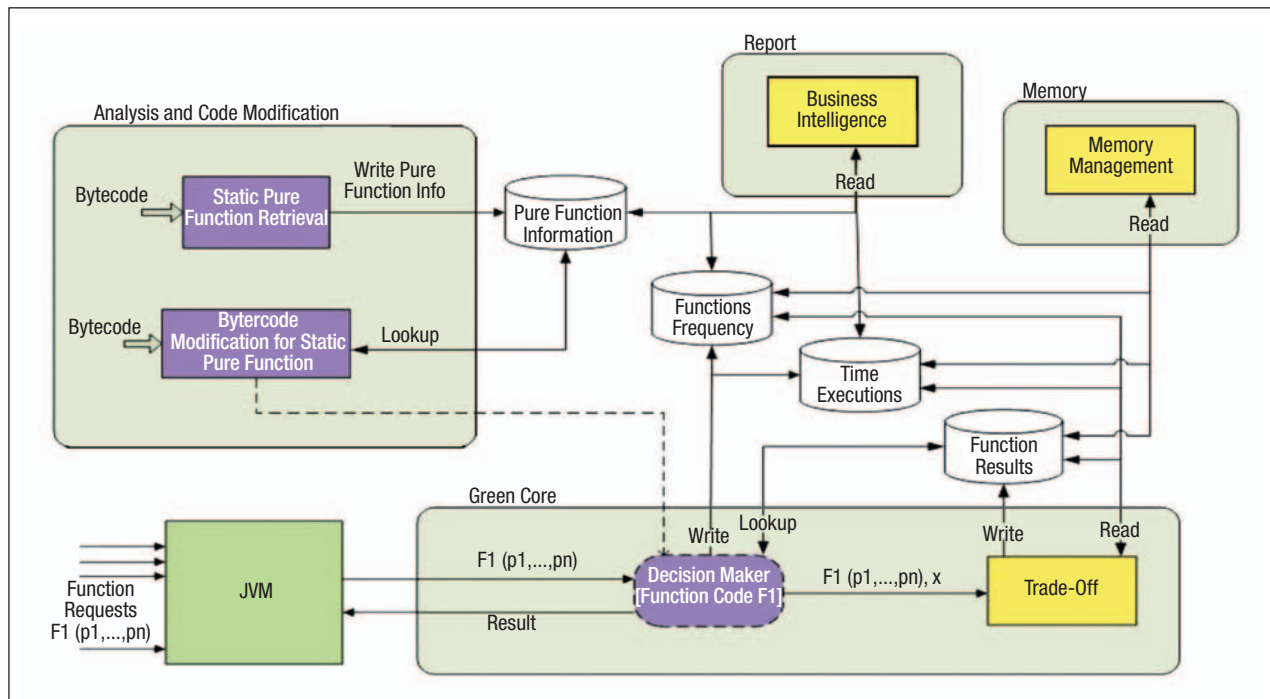 Report
Business
Intelligence
Read
Memory
Memory
Management
Read
Analysis and Code Modification
Bytecode
Static Pure
Function Retrieval
Write Pure
Function Info
Pure Function
Information
Bytecode
Bytercode
Modification for Static
Pure Function
Lookup
Functions
Frequency
Time
Executions
Function
Results
Green Core
Write
Lookup
Write
Read
Function
Requests
F1 (p1,...,pn)
JVM
F1 (p1,...,pn)
Result
Decision Maker
[Function Code F1]
F1 (p1,...,pn), x
Trade-Off